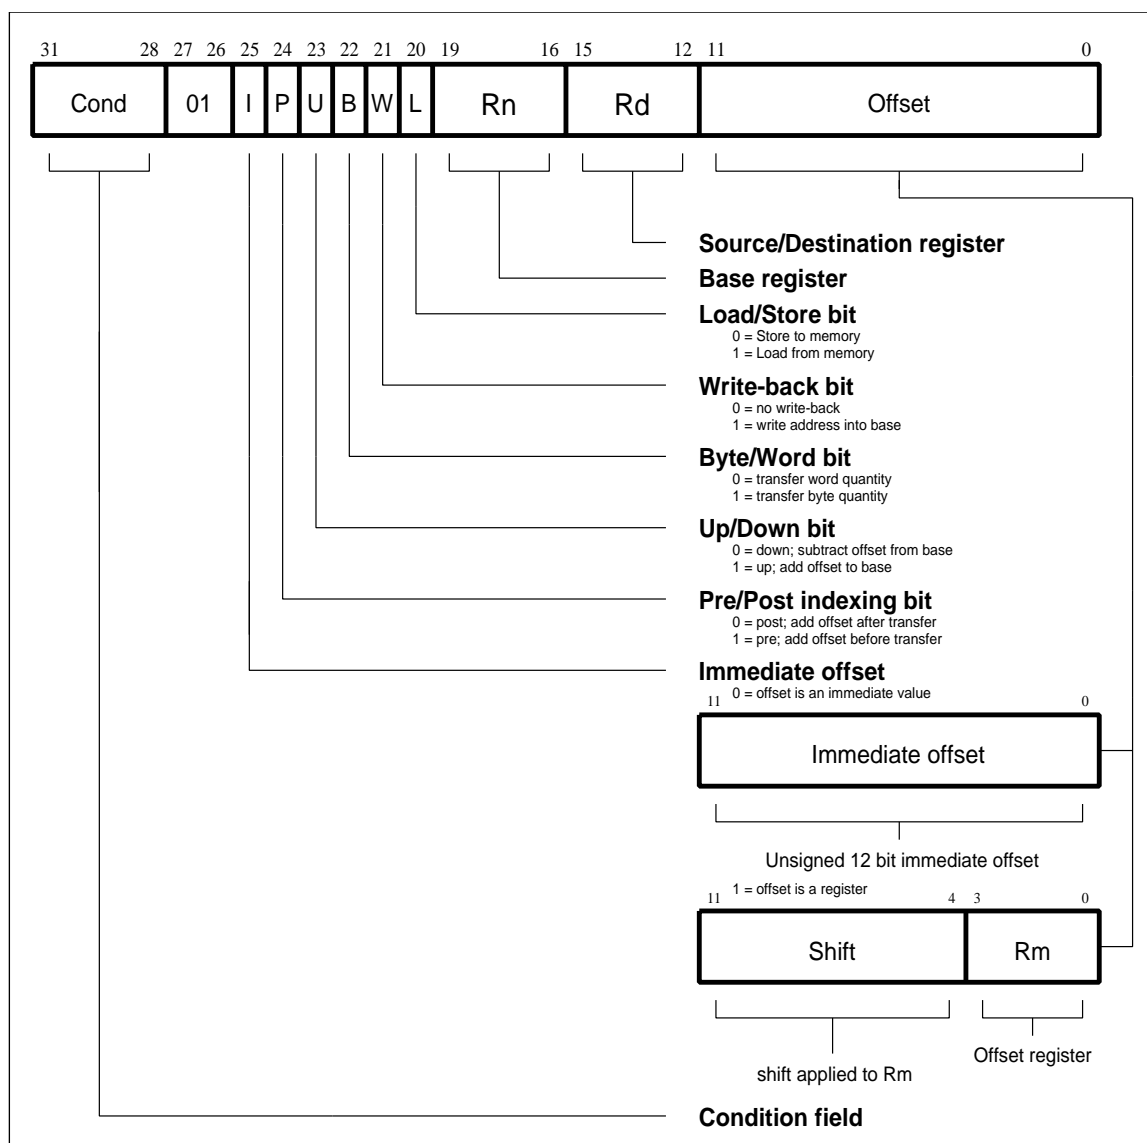 31 28 27 26 25 24 23 22 21 20 19 16 15 12 11 0
Cond 01 I P U B W L Rn Rd Offset
Source/Destination register
Base register
Load/Store bit
0 = Store to memory
1 = Load from memory
Write-back bit
0 = no write-back
1 = write address into base
Byte/Word bit
0 = transfer word quantity
1 = transfer byte quantity
Up/Down bit
0 = down; subtract offset from base
1 = up; add offset to base
Pre/Post indexing bit
0 = post; add offset after transfer
1 = pre; add offset before transfer
Immediate offset
0 = offset is an immediate value
11 0
Immediate offset
Unsigned 12 bit immediate offset
1 = offset is a register
11 4 3 0
Shift Rm
Offset register
shift applied to Rm
Condition field